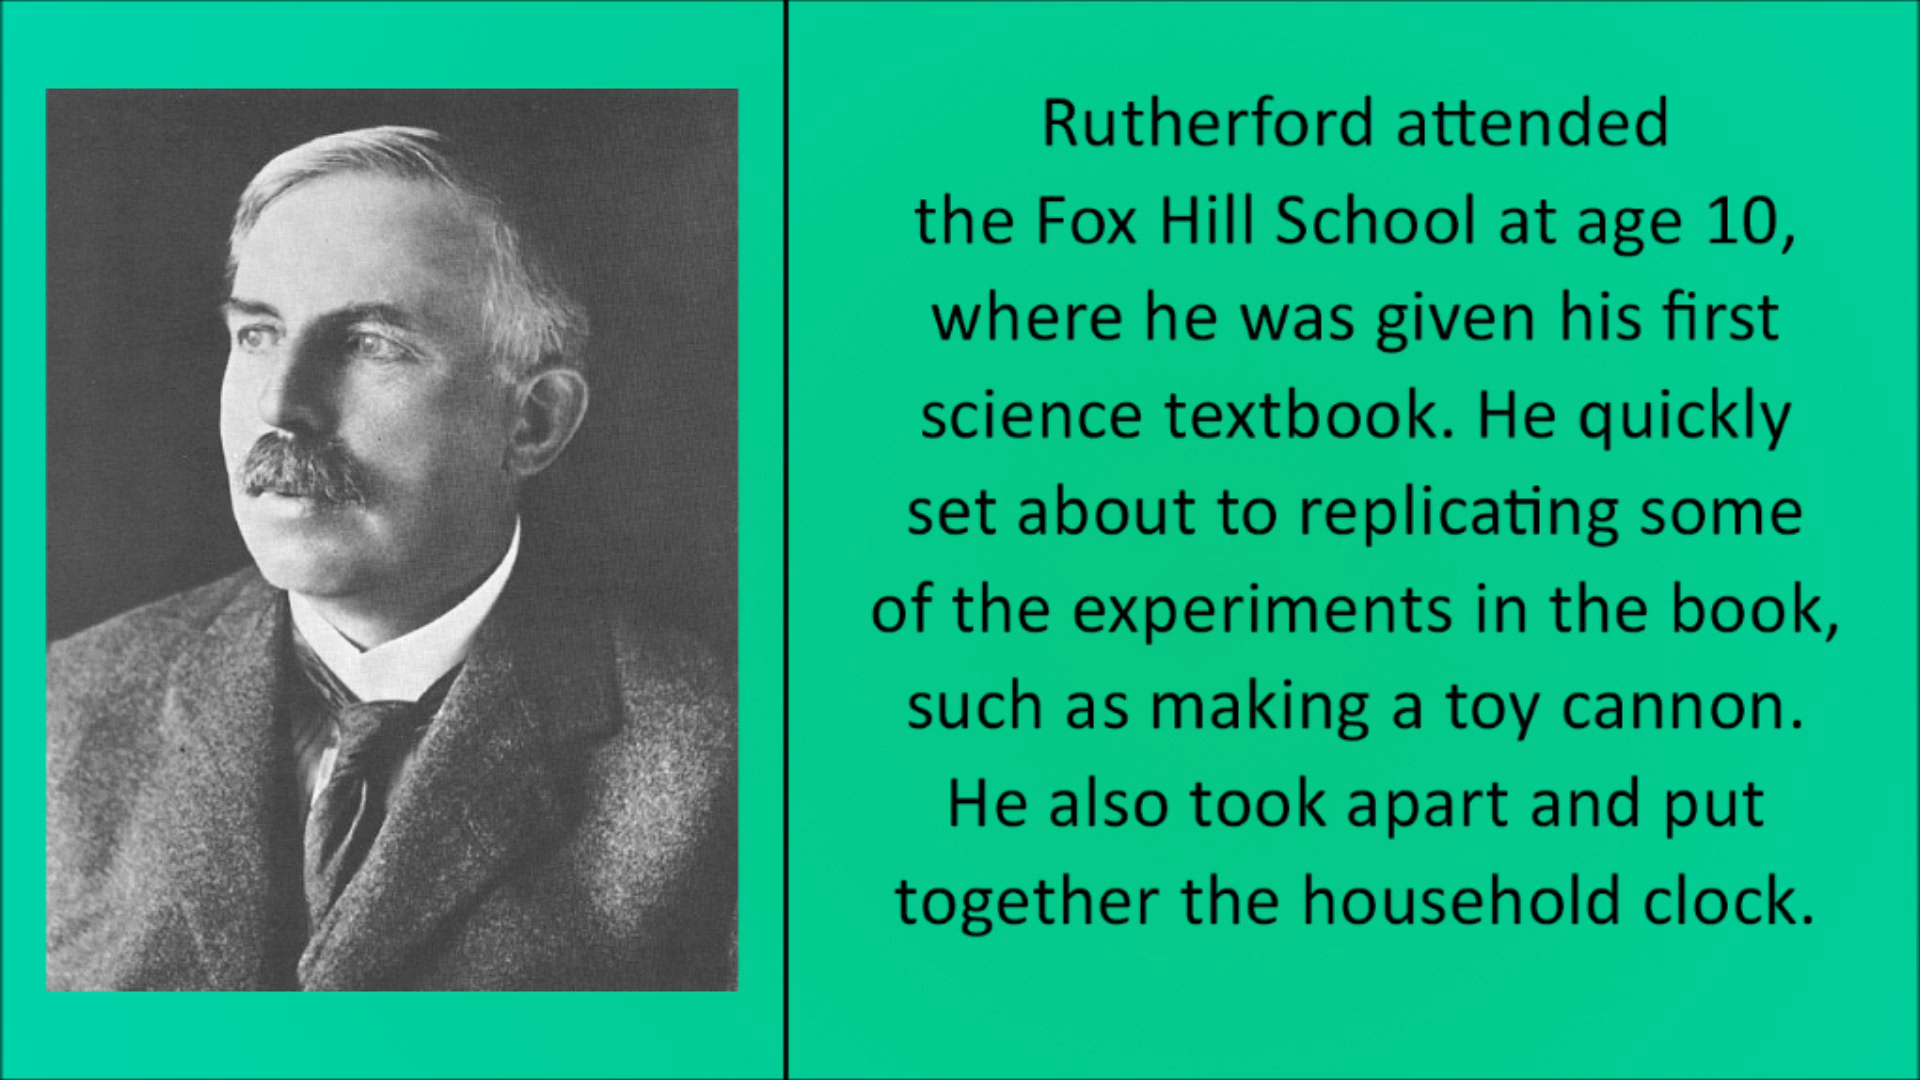 Rutherford attended
the Fox Hill School at age 10,
where he was given his first
science textbook. He quickly
set about to replicating some
of the experiments in the book,
such as making a toy cannon.
He also took apart and put
together the household clock.